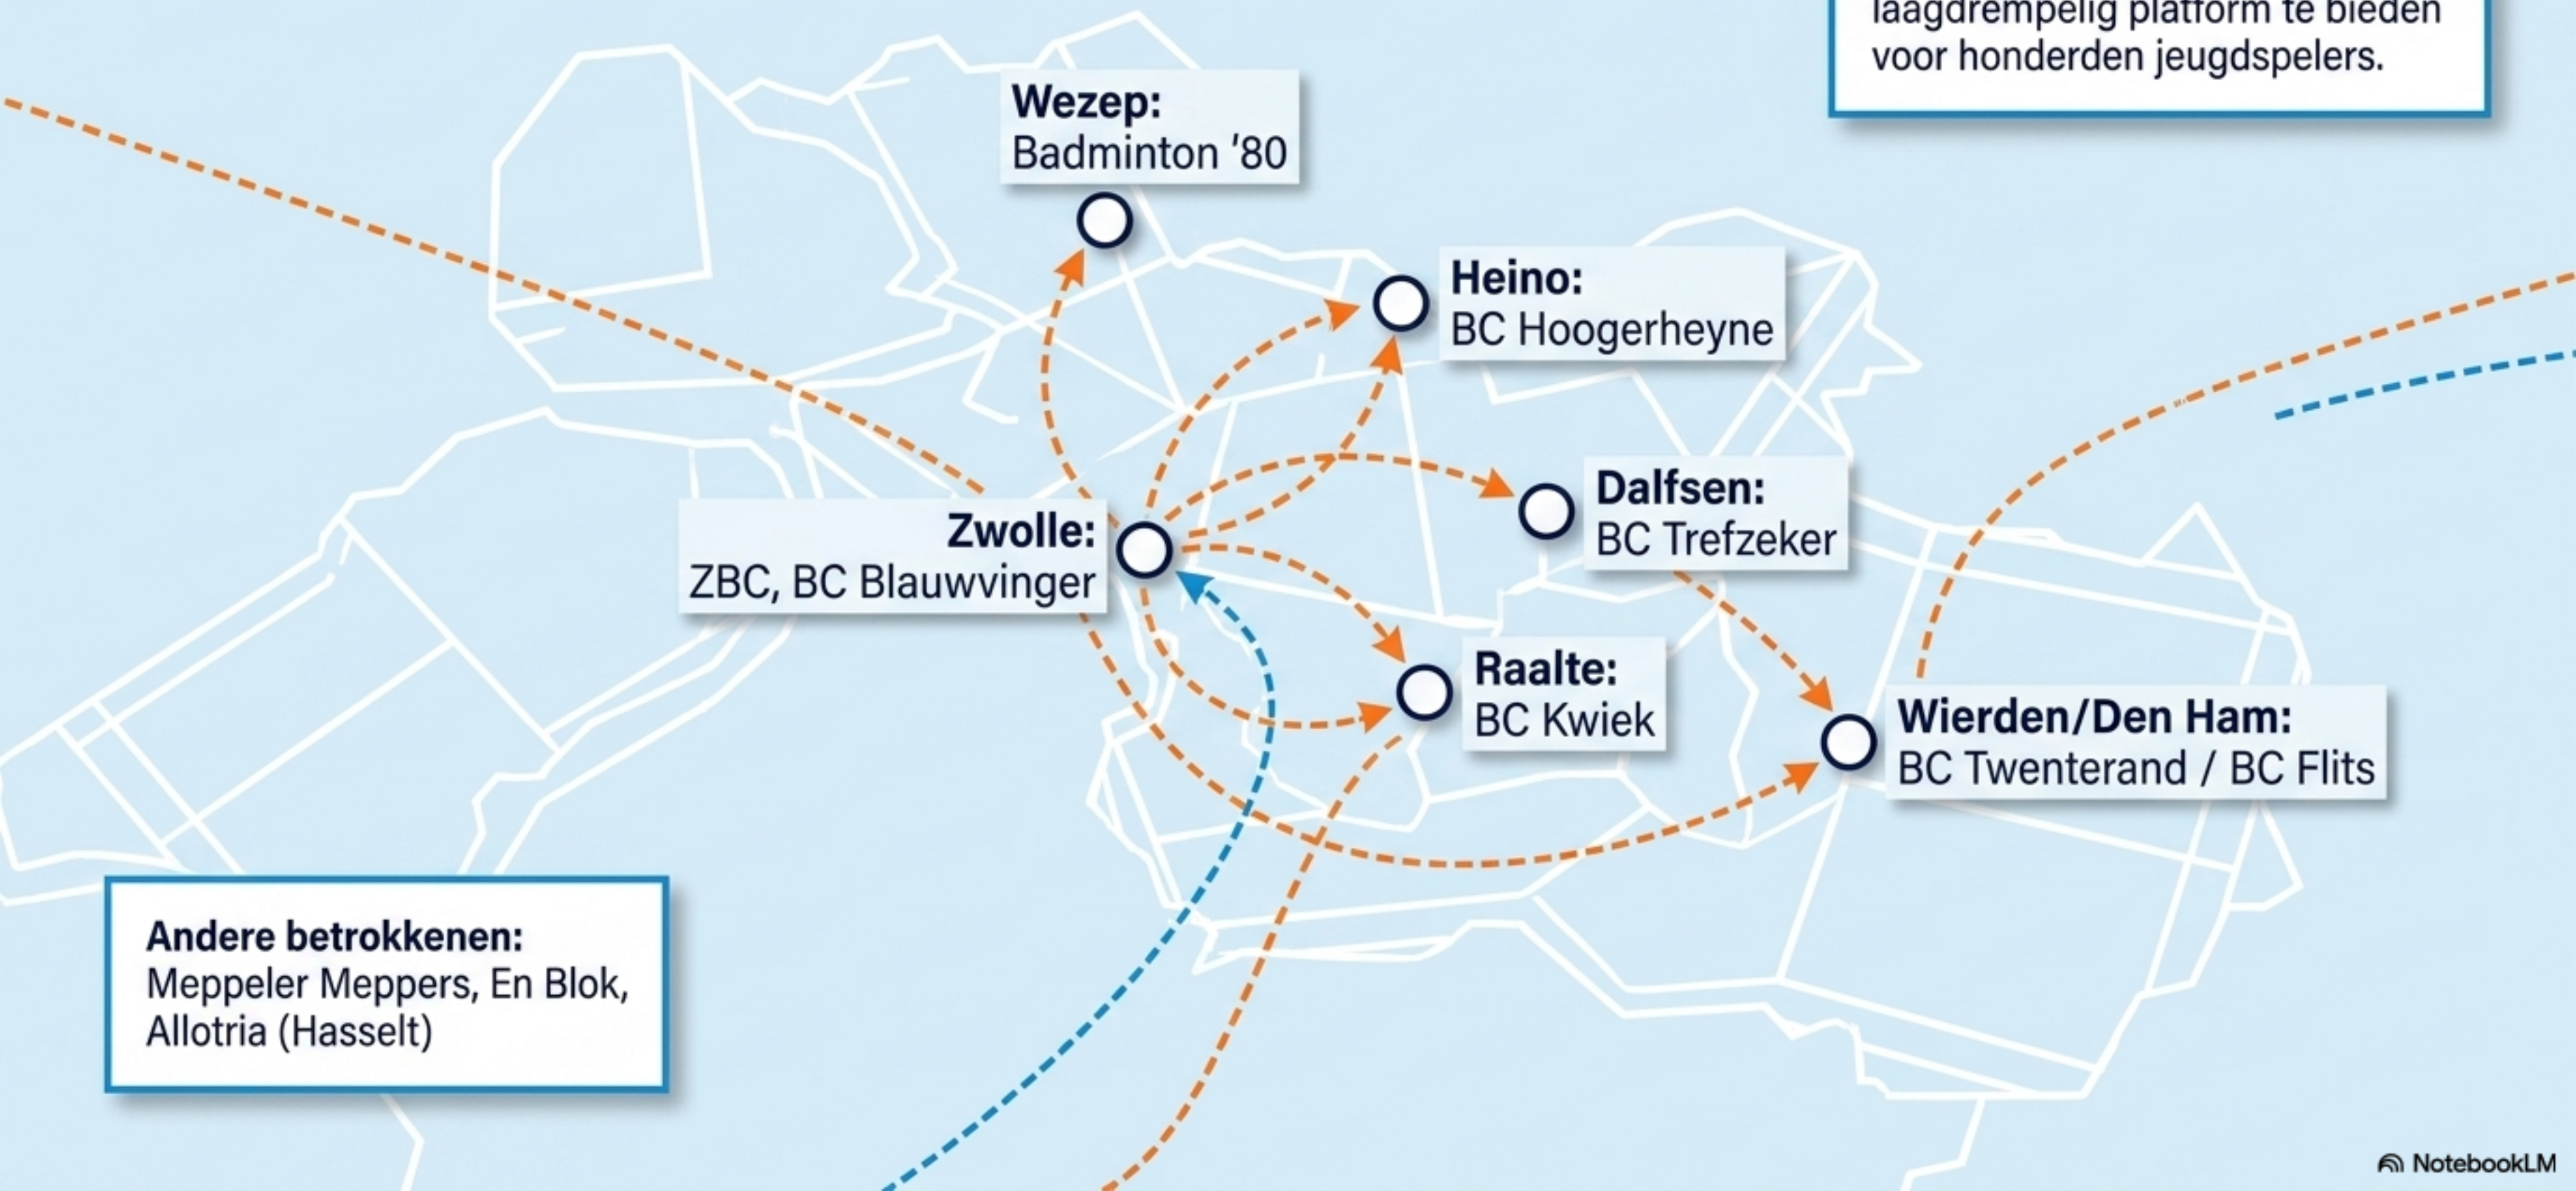 laagdrempelig platform te bieden
voor honderden jeugdspelers.
Wezep:
Badminton '80
Heino:
BC Hoogerheyne
Dalfsen:
BC Trefzeker
Zwolle:
ZBC, BC Blauwvinger
Raalte:
BC Kwiek
Wierden/Den Ham:
BC Twenterand / BC Flits
Andere betrokkenen:
Meppeler Meppers, En Blok,
Allotria (Hasselt)
NotebookLM